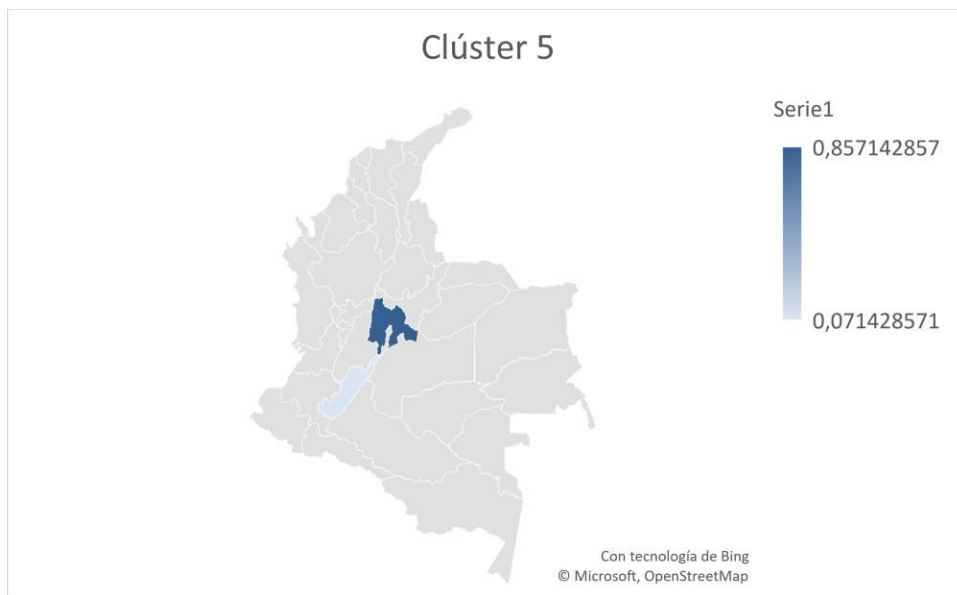 Clúster 5
Serie1
0,857142857
0,071428571
Con tecnología de Bing
© Microsoft, OpenStreetMap